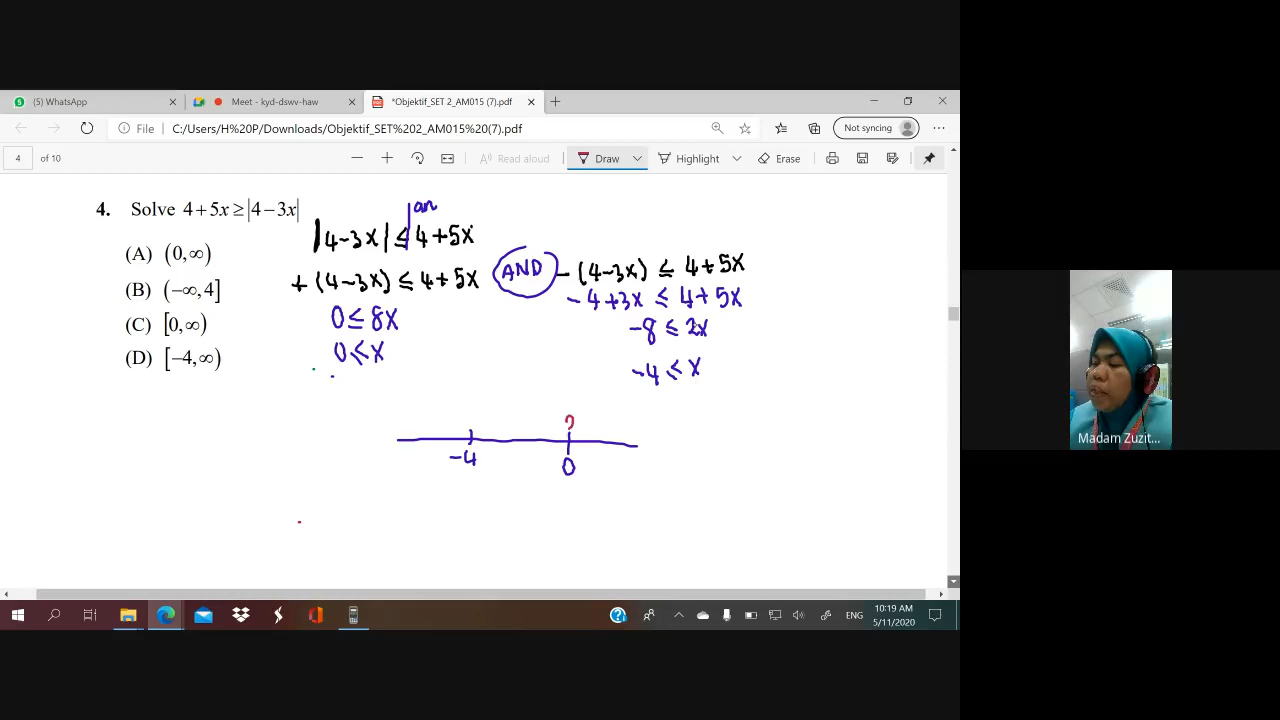 (5) WhatsApp
Meet - kyd-dswv-haw
*Objektif_SET 2_AM015 (7).pdf
File
C:/Users/H%20P/Downloads/Objektif_SET%202_AM015%20(7).pdf
Not syncing
4 of 10
Read aloud
Draw
Highlight
Erase
4. Solve 4+5x≥|4−3x|
(A) (0,∞)
(B) (−∞,4]
(C) [0,∞)
(D) [−4,∞)
an
|4-3x| ≤ 4+5x
+ (4-3x) ≤ 4+5x
0 ≤ 8x
0 ≤ x
AND
- (4-3x) ≤ 4+5x
-4+3x ≤ 4+5x
-8 ≤ 2x
-4 ≤ x
-4
0
Madam Zuzit...
ENG
10:19 AM
5/11/2020